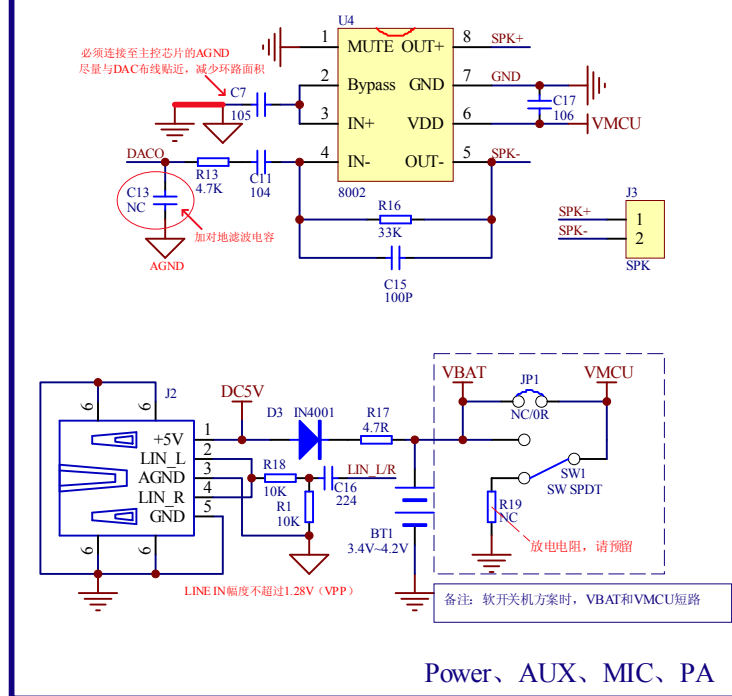 U4
必须连接至主控芯片的AGND
尽量与DAC布线贴近，减少环路面积
1 MUTE OUT+ 8 SPK+
2 Bypass GND 7 GND
3 IN+ VDD 6 VMCU
4 IN- OUT- 5 SPK-
8002
C7
105
C17
106
DACO
R13
4.7K
C11
104
C13
NC
加对地滤波电容
AGND
R16
33K
C15
100P
J3
SPK+ 1
SPK- 2
SPK
J2
6 6
+5V 1
LIN_L 2
AGND 3
LIN_R 4
GND 5
6 6
DC5V
D3 IN4001
R17
4.7R
R18
10K
R1
10K
C16
224
LIN_L/R
BT1
3.4V~4.2V
LINE IN幅度不超过1.28V（VPP）
VBAT
JP1
NC/0R
VMCU
SW1
SW SPDT
R19
NC
放电电阻，请预留
备注：软开关机方案时，VBAT和VMCU短路
Power、AUX、MIC、PA